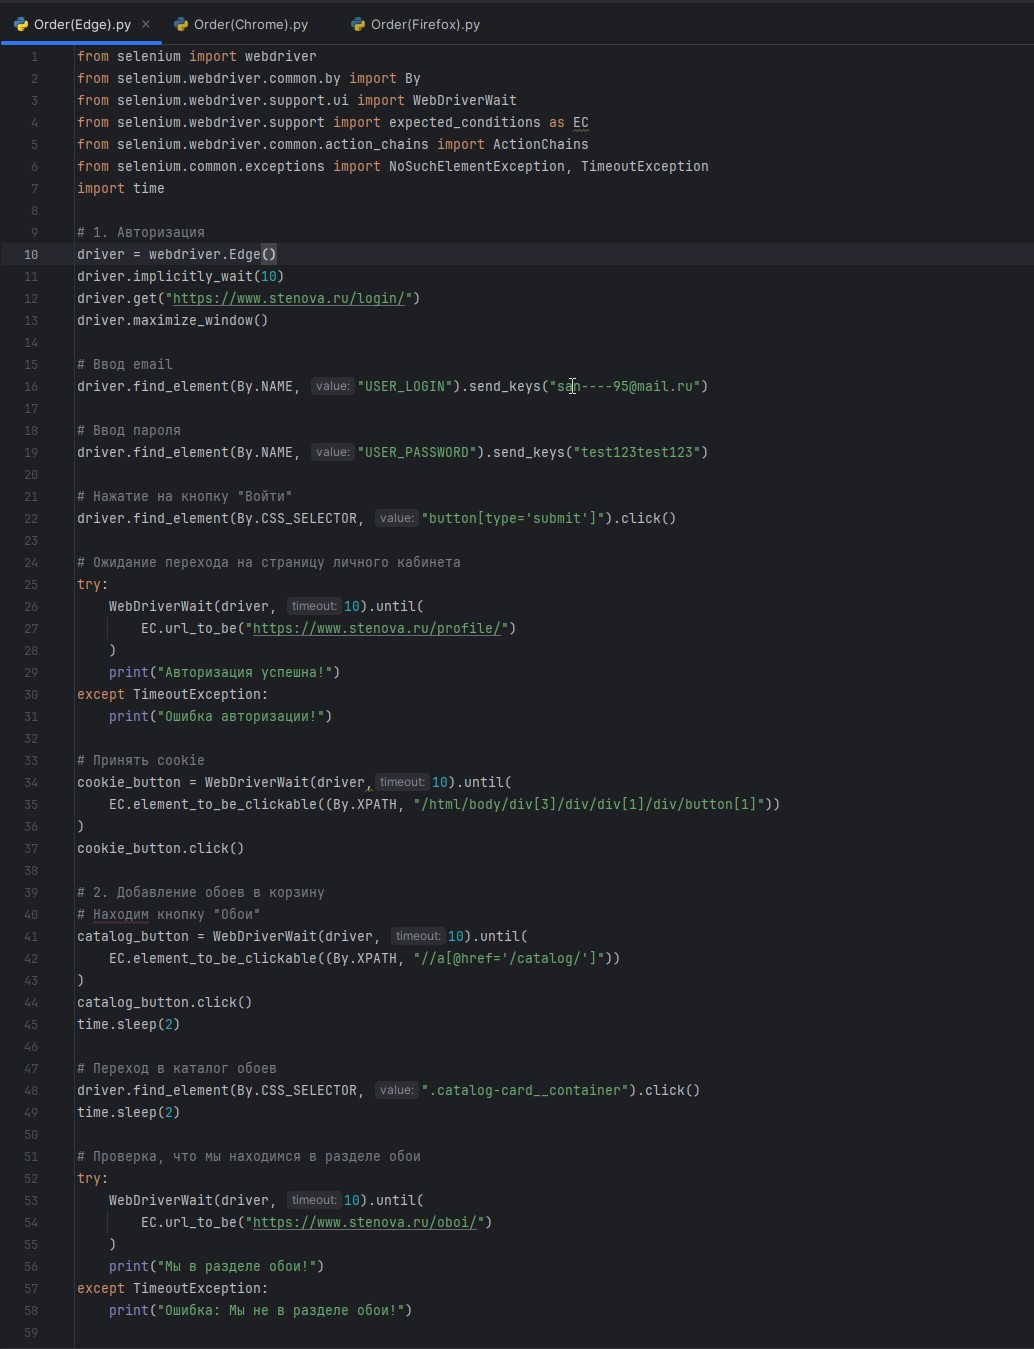 Order(Edge).py × Order(Chrome).py Order(Firefox).py
1 from selenium import webdriver
2 from selenium.webdriver.common.by import By
3 from selenium.webdriver.support.ui import WebDriverWait
4 from selenium.webdriver.support import expected_conditions as EC
5 from selenium.webdriver.common.action_chains import ActionChains
6 from selenium.common.exceptions import NoSuchElementException, TimeoutException
7 import time
8
9 # 1. Авторизация
10 driver = webdriver.Edge()
11 driver.implicitly_wait(10)
12 driver.get("https://www.stenova.ru/login/")
13 driver.maximize_window()
14
15 # Ввод email
16 driver.find_element(By.NAME, value: "USER_LOGIN").send_keys("san----95@mail.ru")
17
18 # Ввод пароля
19 driver.find_element(By.NAME, value: "USER_PASSWORD").send_keys("test123test123")
20
21 # Нажатие на кнопку "Войти"
22 driver.find_element(By.CSS_SELECTOR, value: "button[type='submit']").click()
23
24 # Ожидание перехода на страницу личного кабинета
25 try:
26 WebDriverWait(driver, timeout: 10).until(
27 EC.url_to_be("https://www.stenova.ru/profile/")
28 )
29 print("Авторизация успешна!")
30 except TimeoutException:
31 print("Ошибка авторизации!")
32
33 # Принять cookie
34 cookie_button = WebDriverWait(driver, timeout: 10).until(
35 EC.element_to_be_clickable((By.XPATH, "/html/body/div[3]/div/div[1]/div/button[1]"))
36 )
37 cookie_button.click()
38
39 # 2. Добавление обоев в корзину
40 # Находим кнопку "Обои"
41 catalog_button = WebDriverWait(driver, timeout: 10).until(
42 EC.element_to_be_clickable((By.XPATH, "//a[@href='/catalog/']"))
43 )
44 catalog_button.click()
45 time.sleep(2)
46
47 # Переход в каталог обоев
48 driver.find_element(By.CSS_SELECTOR, value: ".catalog-card__container").click()
49 time.sleep(2)
50
51 # Проверка, что мы находимся в разделе обои
52 try:
53 WebDriverWait(driver, timeout: 10).until(
54 EC.url_to_be("https://www.stenova.ru/oboi/")
55 )
56 print("Мы в разделе обои!")
57 except TimeoutException:
58 print("Ошибка: Мы не в разделе обои!")
59